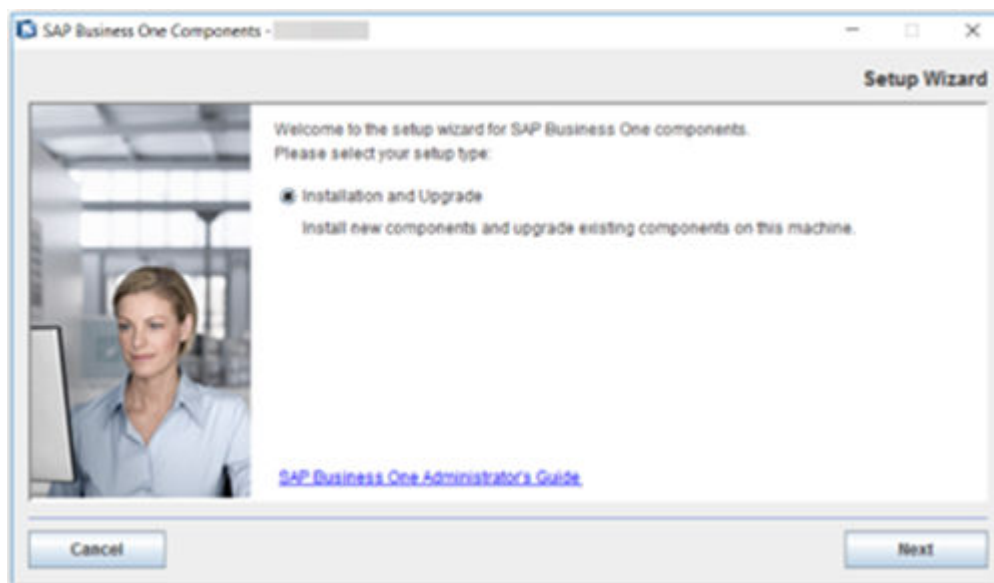 SAP Business One Components -
Setup Wizard
Welcome to the setup wizard for SAP Business One components.
Please select your setup type:
Installation and Upgrade
Install new components and upgrade existing components on this machine.
SAP Business One Administrator's Guide
Cancel
Next